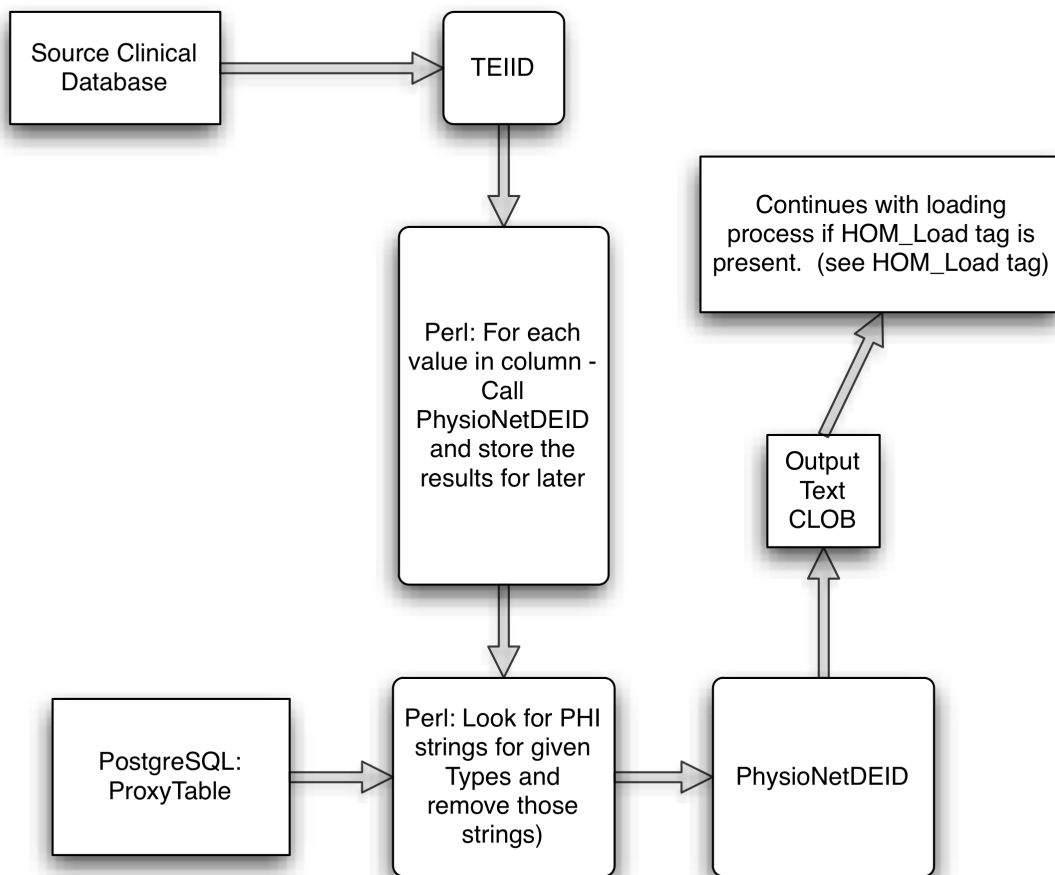 Source Clinical
Database
TEIID
Continues with loading
process if HOM_Load tag is
present.  (see HOM_Load tag)
Perl: For each
value in column -
Call
PhysioNetDEID
and store the
results for later
Output
Text
CLOB
PostgreSQL:
ProxyTable
Perl: Look for PHI
strings for given
Types and
remove those
strings)
PhysioNetDEID